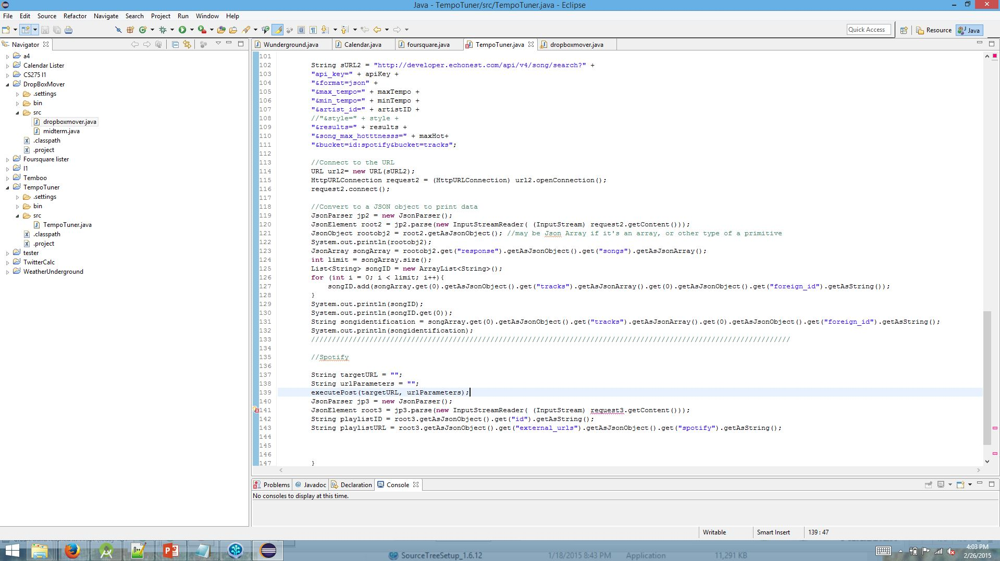 Java - TempoTuner/src/TempoTuner.java - Eclipse
File Edit Source Refactor Navigate Search Project Run Window Help
Quick Access Resource Java
Navigator
a4
Calendar Lister
CS275 l1
DropBoxMover
.settings
bin
src
dropboxmover.java
midterm.java
.classpath
.project
Foursquare lister
l1
Temboo
TempoTuner
.settings
bin
src
TempoTuner.java
.classpath
.project
tester
TwitterCalc
WeatherUnderground
Wunderground.java Calendar.java foursquare.java TempoTuner.java dropboxmover.java
101
102 String sURL2 = "http://developer.echonest.com/api/v4/song/search?" +
103 "api_key=" + apiKey +
104 "&format=json" +
105 "&max_tempo=" + maxTempo +
106 "&min_tempo=" + minTempo +
107 "&artist_id=" + artistID +
108 //"&style=" + style +
109 "&results=" + results +
110 "&song_max_hotttnesss=" + maxHot+
111 "&bucket=id:spotify&bucket=tracks";
112
113 //Connect to the URL
114 URL url2= new URL(sURL2);
115 HttpURLConnection request2 = (HttpURLConnection) url2.openConnection();
116 request2.connect();
117
118 //Convert to a JSON object to print data
119 JsonParser jp2 = new JsonParser();
120 JsonElement root2 = jp2.parse(new InputStreamReader( (InputStream) request2.getContent()));
121 JsonObject rootobj2 = root2.getAsJsonObject(); //may be Json Array if it's an array, or other type of a primitive
122 System.out.println(rootobj2);
123 JsonArray songArray = rootobj2.get("response").getAsJsonObject().get("songs").getAsJsonArray();
124 int limit = songArray.size();
125 List<String> songID = new ArrayList<String>();
126 for (int i = 0; i < limit; i++){
127 songID.add(songArray.get(0).getAsJsonObject().get("tracks").getAsJsonArray().get(0).getAsJsonObject().get("foreign_id").getAsString());
128 }
129 System.out.println(songID);
130 System.out.println(songID.get(0));
131 String songidentification = songArray.get(0).getAsJsonObject().get("tracks").getAsJsonArray().get(0).getAsJsonObject().get("foreign_id").getAsString();
132 System.out.println(songidentification);
133 ///////////////////////////////////////////////////////////////////////////////////////////////////////////////////
134
135 //Spotify
136
137 String targetURL = "";
138 String urlParameters = "";
139 executePost(targetURL, urlParameters);
140 JsonParser jp3 = new JsonParser();
141 JsonElement root3 = jp3.parse(new InputStreamReader( (InputStream) request3.getContent()));
142 String playlistID = root3.getAsJsonObject().get("id").getAsString();
143 String playlistURL = root3.getAsJsonObject().get("external_urls").getAsJsonObject().get("spotify").getAsString();
144
145
146
147 }
Problems @ Javadoc Declaration Console
No consoles to display at this time.
Writable Smart Insert 139 : 47
SourceTreeSetup_1.6.12 1/18/2015 8:43 PM Application 11,291 KB
4:03 PM
2/26/2015